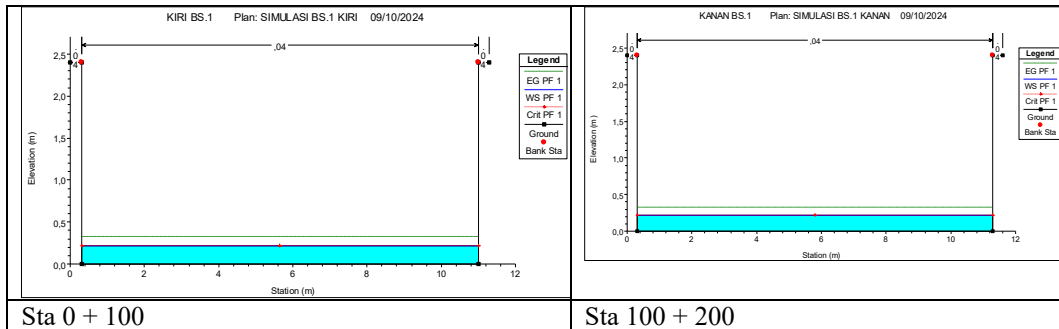 KIRI BS.1 Plan: SIMULASI BS.1 KIRI 09/10/2024
,04
,0
4
2,5
2,0
1,5
1,0
0,5
0,0
Elevation (m)
0 2 4 6 8 10 12
Station (m)
Legend
EG PF 1
WS PF 1
Crit PF 1
Ground
Bank Sta
KANAN BS.1 Plan: SIMULASI BS.1 KANAN 09/10/2024
,04
,0
4
2,5
2,0
1,5
1,0
0,5
0,0
Elevation (m)
0 2 4 6 8 10 12
Station (m)
Legend
EG PF 1
WS PF 1
Crit PF 1
Ground
Bank Sta
Sta 0 + 100
Sta 100 + 200